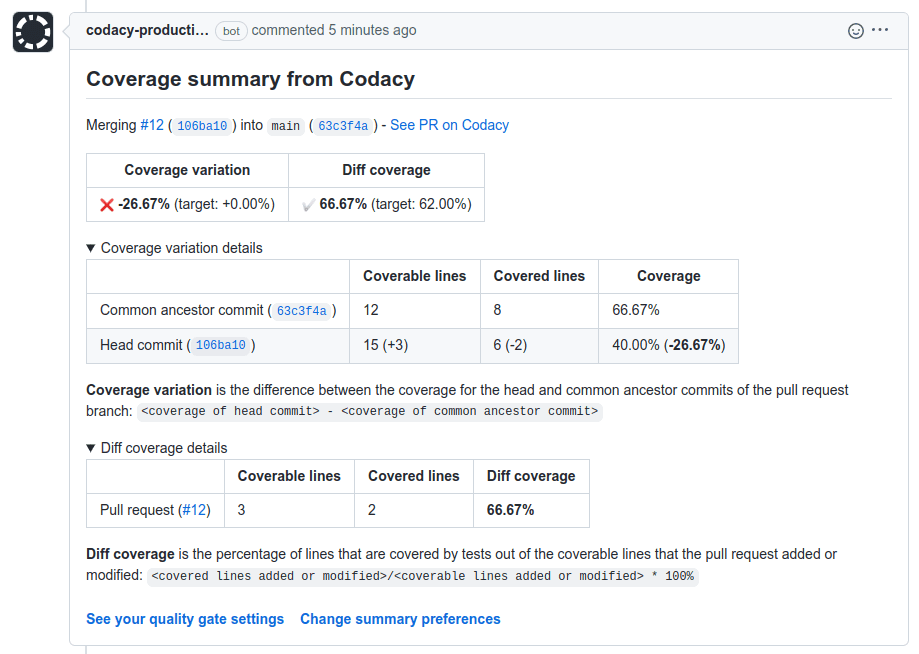 codacy-producti... bot commented 5 minutes ago
Coverage summary from Codacy
Merging #12 (106ba10) into main (63c3f4a) - See PR on Codacy
Coverage variation Diff coverage
❌ -26.67% (target: +0.00%) ✔ 66.67% (target: 62.00%)
▼ Coverage variation details
Coverable lines Covered lines Coverage
Common ancestor commit (63c3f4a) 12 8 66.67%
Head commit (106ba10) 15 (+3) 6 (-2) 40.00% (-26.67%)
Coverage variation is the difference between the coverage for the head and common ancestor commits of the pull request
branch: <coverage of head commit> - <coverage of common ancestor commit>
▼ Diff coverage details
Coverable lines Covered lines Diff coverage
Pull request (#12) 3 2 66.67%
Diff coverage is the percentage of lines that are covered by tests out of the coverable lines that the pull request added or
modified: <covered lines added or modified>/<coverable lines added or modified> * 100%
See your quality gate settings Change summary preferences